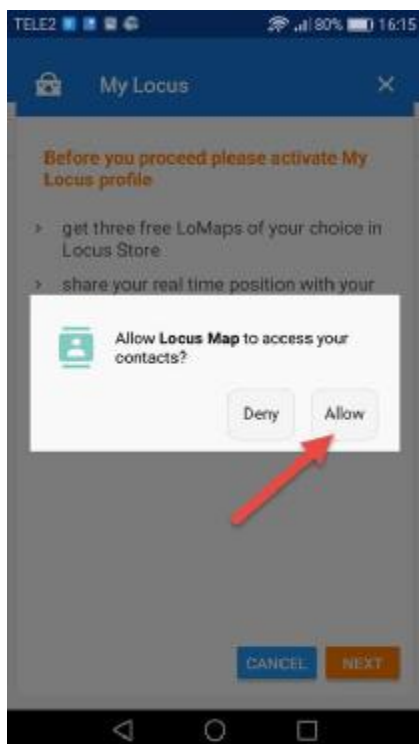 TELE2 80% 16:15
My Locus
Before you proceed please activate My
Locus profile
> get three free LoMaps of your choice in
Locus Store
> share your real time position with your
Allow Locus Map to access your
contacts?
Deny Allow
CANCEL NEXT